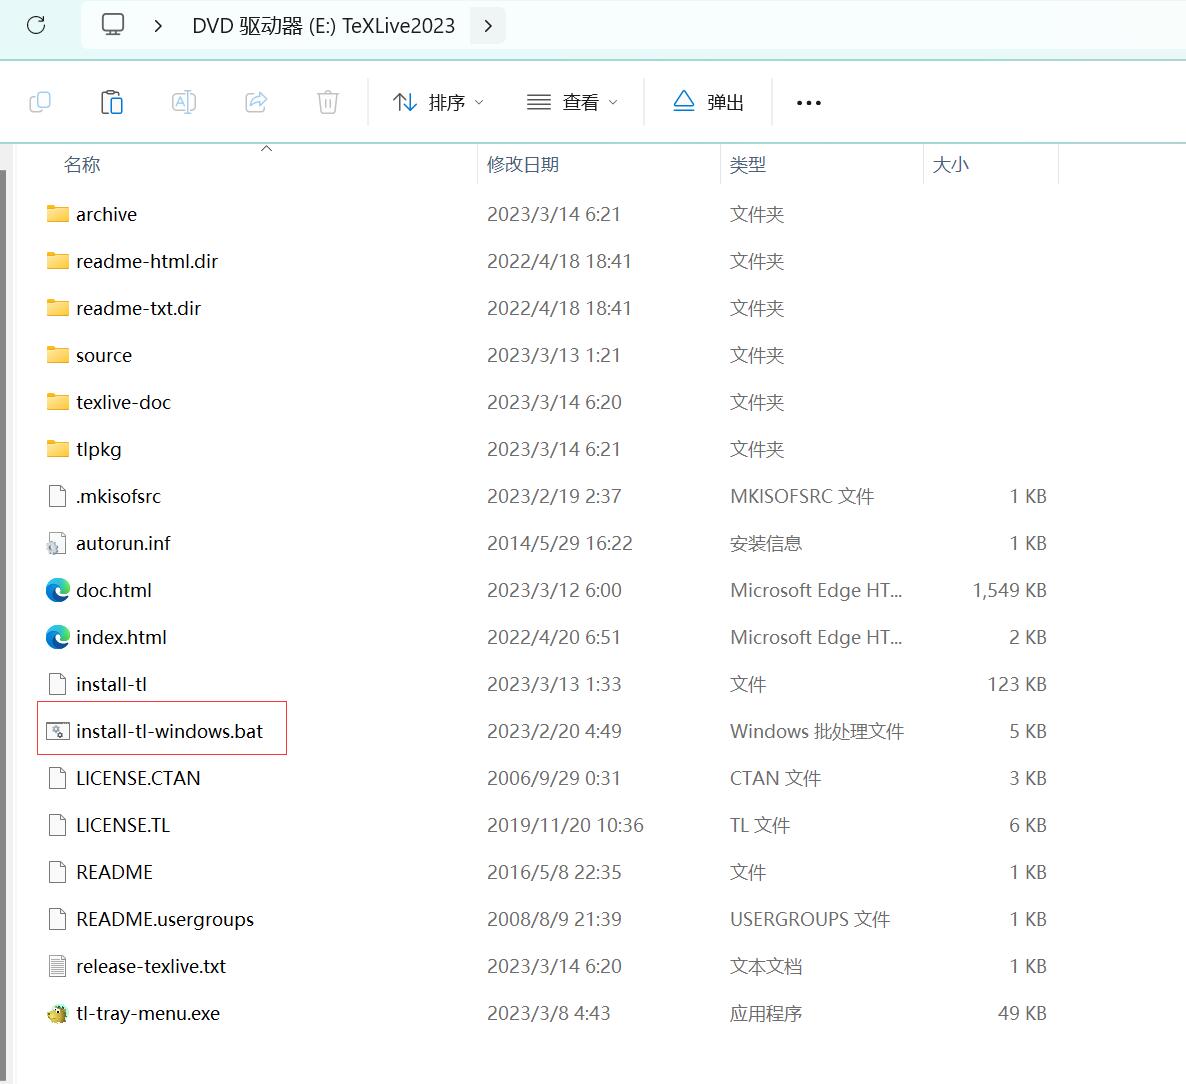 DVD 驱动器 (E:) TeXLive2023
排序 查看 弹出
名称 修改日期 类型 大小
archive 2023/3/14 6:21 文件夹
readme-html.dir 2022/4/18 18:41 文件夹
readme-txt.dir 2022/4/18 18:41 文件夹
source 2023/3/13 1:21 文件夹
texlive-doc 2023/3/14 6:20 文件夹
tlpkg 2023/3/14 6:21 文件夹
.mkisofsrc 2023/2/19 2:37 MKISOFSRC 文件 1 KB
autorun.inf 2014/5/29 16:22 安装信息 1 KB
doc.html 2023/3/12 6:00 Microsoft Edge HT... 1,549 KB
index.html 2022/4/20 6:51 Microsoft Edge HT... 2 KB
install-tl 2023/3/13 1:33 文件 123 KB
install-tl-windows.bat 2023/2/20 4:49 Windows 批处理文件 5 KB
LICENSE.CTAN 2006/9/29 0:31 CTAN 文件 3 KB
LICENSE.TL 2019/11/20 10:36 TL 文件 6 KB
README 2016/5/8 22:35 文件 1 KB
README.usergroups 2008/8/9 21:39 USERGROUPS 文件 1 KB
release-texlive.txt 2023/3/14 6:20 文本文档 1 KB
tl-tray-menu.exe 2023/3/8 4:43 应用程序 49 KB